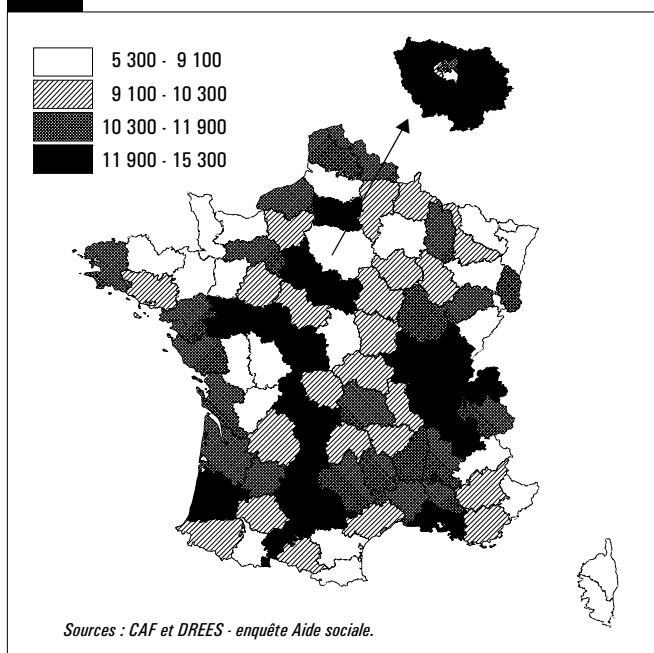 5 300 - 9 100
9 100 - 10 300
10 300 - 11 900
11 900 - 15 300
Sources : CAF et DREES - enquête Aide sociale.